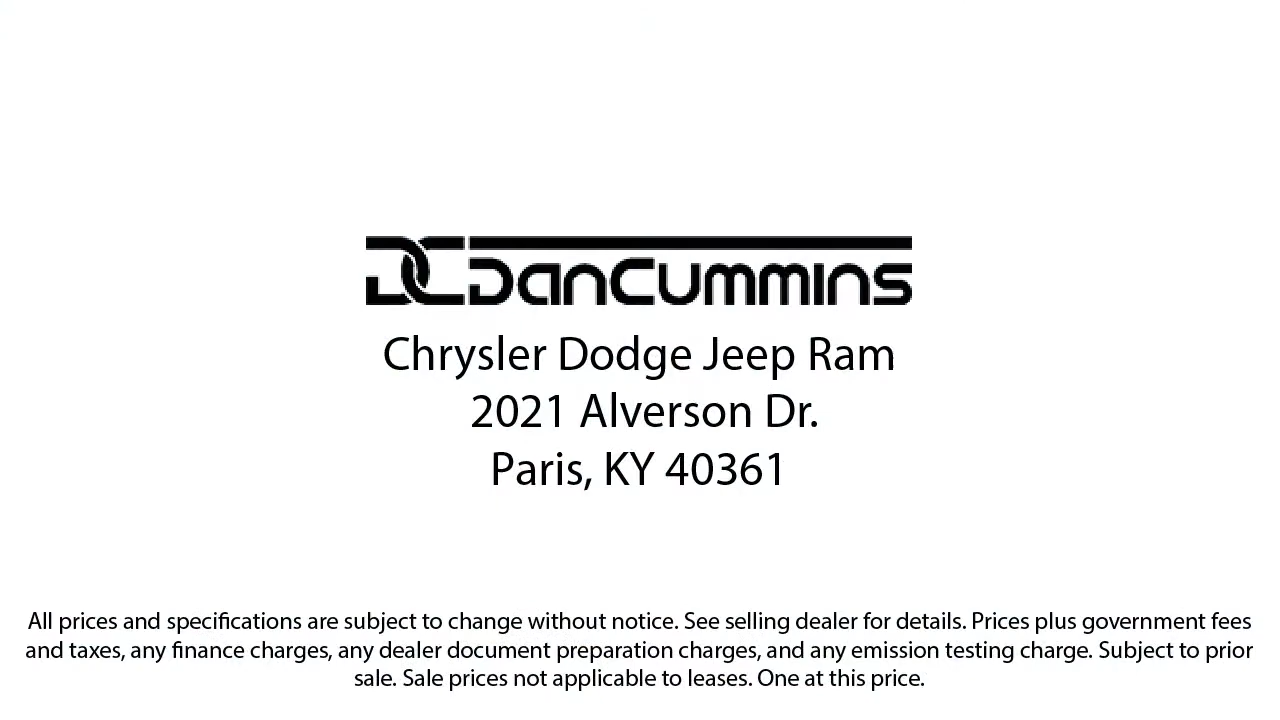 DC DanCummins
Chrysler Dodge Jeep Ram
2021 Alverson Dr.
Paris, KY 40361
All prices and specifications are subject to change without notice. See selling dealer for details. Prices plus government fees
and taxes, any finance charges, any dealer document preparation charges, and any emission testing charge. Subject to prior
sale. Sale prices not applicable to leases. One at this price.